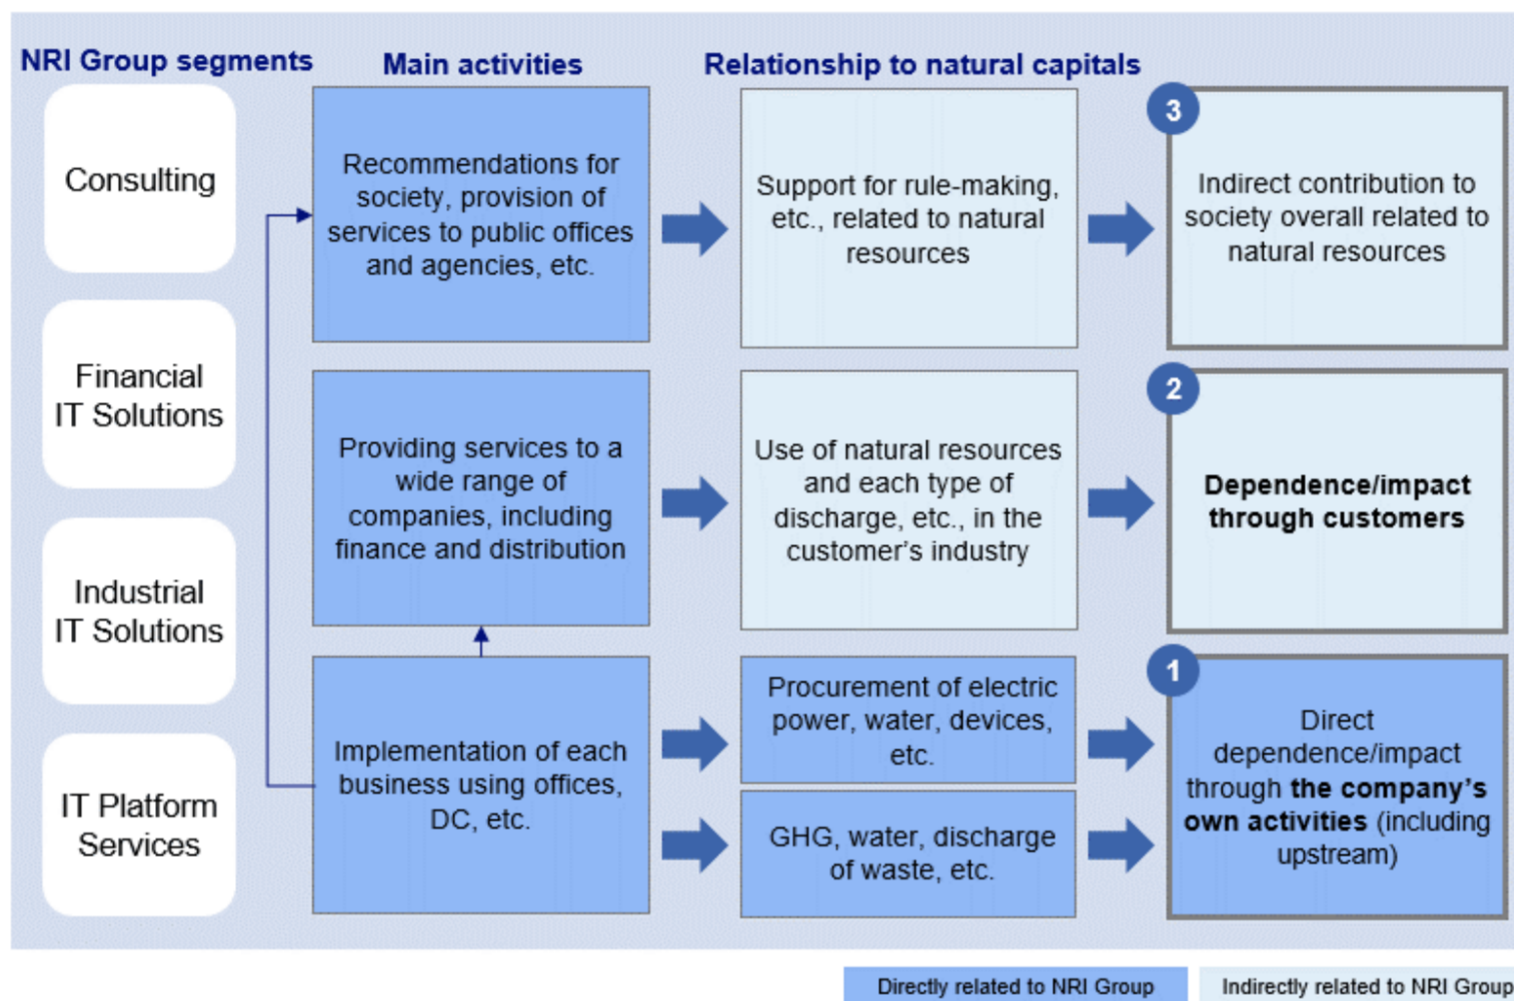 NRI Group segments
Main activities
Relationship to natural capitals
Consulting
Financial
IT Solutions
Industrial
IT Solutions
IT Platform
Services
Recommendations for
society, provision of
services to public offices
and agencies, etc.
Support for rule-making,
etc., related to natural
resources
3
Indirect contribution to
society overall related to
natural resources
Providing services to a
wide range of
companies, including
finance and distribution
Use of natural resources
and each type of
discharge, etc., in the
customer's industry
2
Dependence/impact
through customers
Implementation of each
business using offices,
DC, etc.
Procurement of electric
power, water, devices,
etc.
GHG, water, discharge
of waste, etc.
1
Direct
dependence/impact
through the company's
own activities (including
upstream)
Directly related to NRI Group
Indirectly related to NRI Group